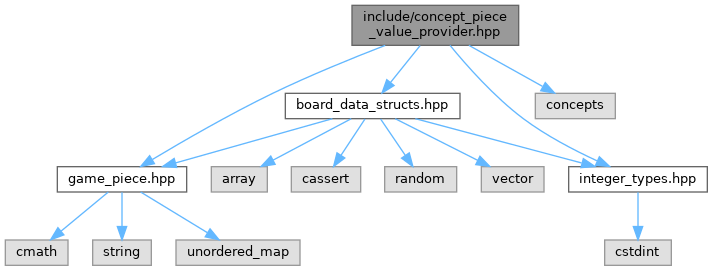 include/concept_piece
_value_provider.hpp
board_data_structs.hpp
concepts
game_piece.hpp
array
cassert
random
vector
integer_types.hpp
cmath
string
unordered_map
cstdint